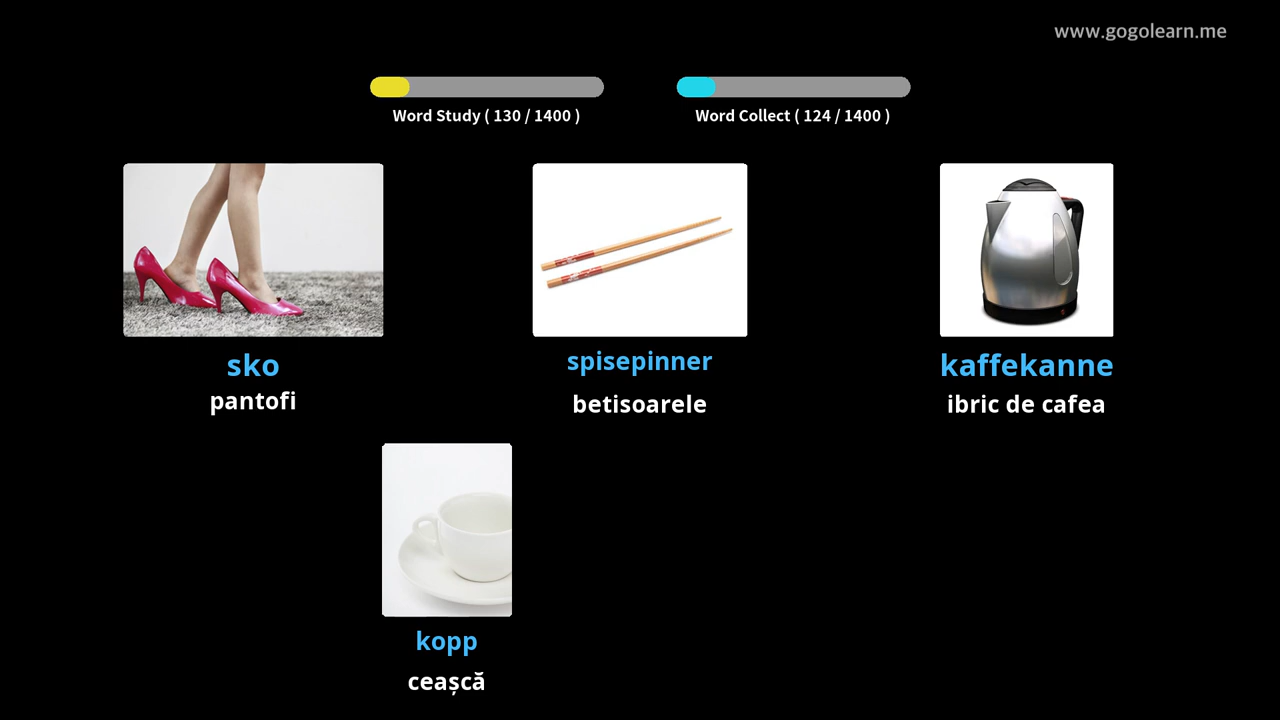 www.gogolearn.me
Word Study ( 130 / 1400 )
Word Collect ( 124 / 1400 )
sko
pantofi
spisepinner
betisoarele
kaffekanne
ibric de cafea
kopp
ceașcă